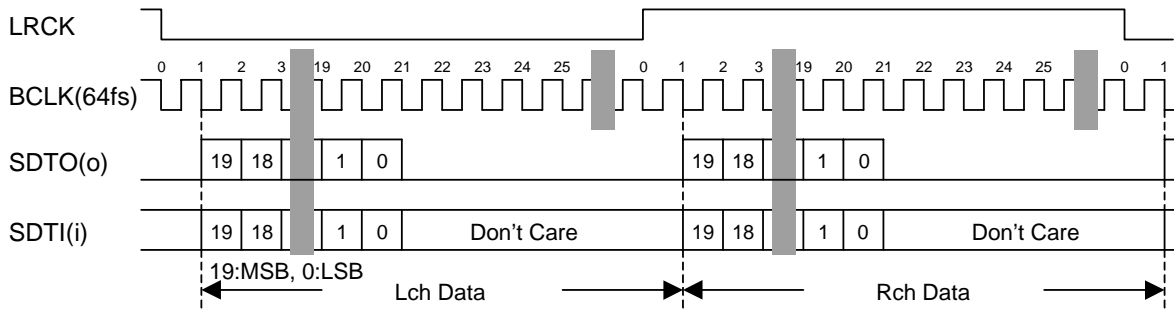 LRCK
0 1 2 3 19 20 21 22 23 24 25 0 1 2 3 19 20 21 22 23 24 25 0 1
BCLK(64fs)
SDTO(o) 19 18 1 0 19 18 1 0
SDTI(i) 19 18 1 0 Don't Care 19 18 1 0 Don't Care
19:MSB, 0:LSB
Lch Data Rch Data